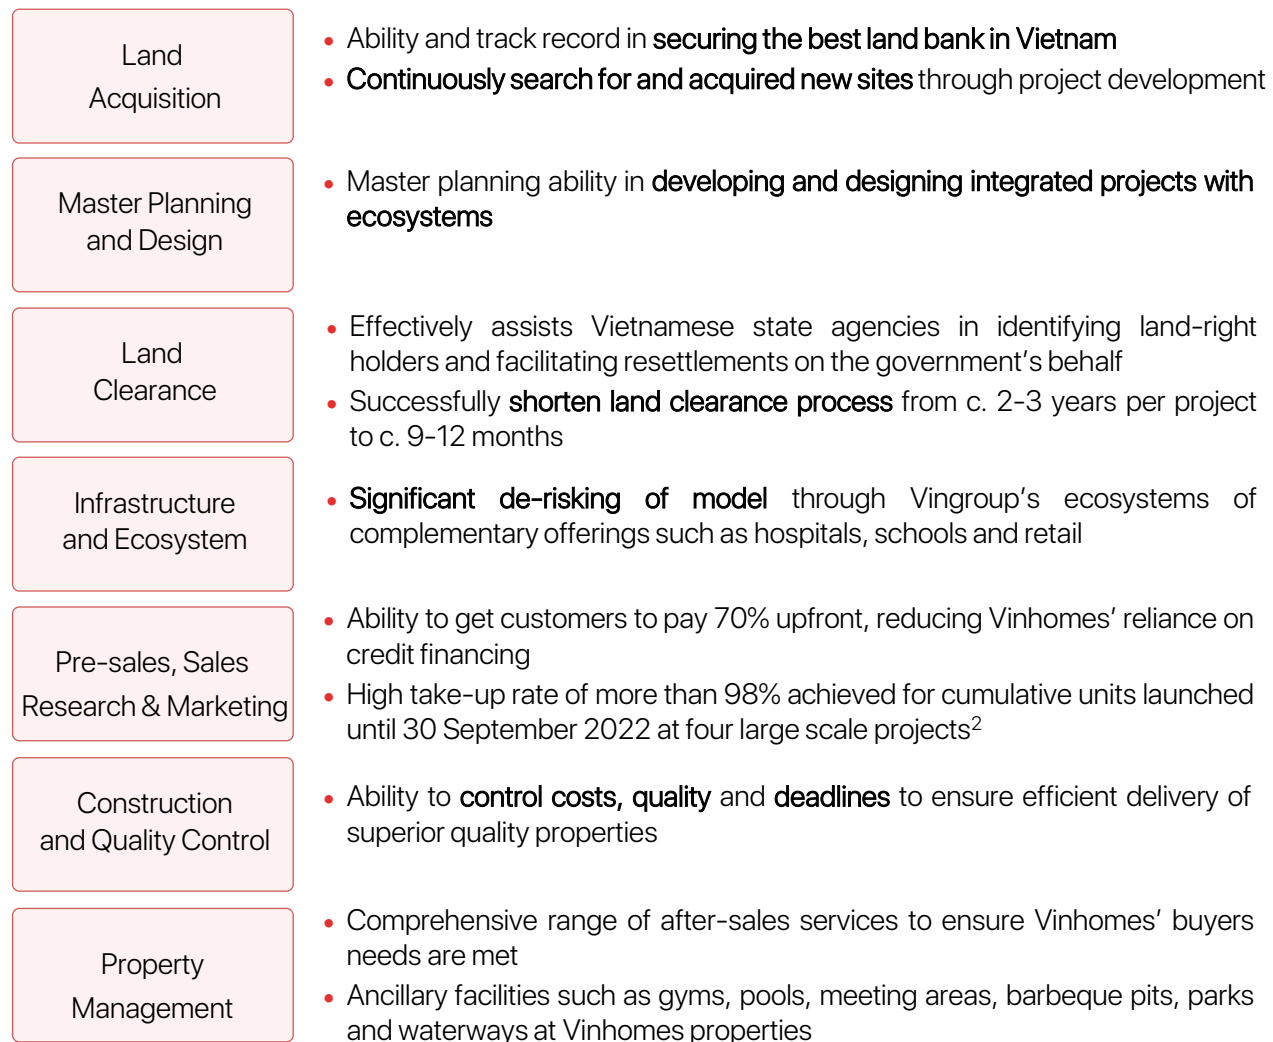 Land
Acquisition
• Ability and track record in securing the best land bank in Vietnam
• Continuously search for and acquired new sites through project development
Master Planning
and Design
• Master planning ability in developing and designing integrated projects with
ecosystems
Land
Clearance
• Effectively assists Vietnamese state agencies in identifying land-right
holders and facilitating resettlements on the government's behalf
• Successfully shorten land clearance process from c. 2-3 years per project
to c. 9-12 months
Infrastructure
and Ecosystem
• Significant de-risking of model through Vingroup's ecosystems of
complementary offerings such as hospitals, schools and retail
Pre-sales, Sales
Research & Marketing
• Ability to get customers to pay 70% upfront, reducing Vinhomes' reliance on
credit financing
• High take-up rate of more than 98% achieved for cumulative units launched
until 30 September 2022 at four large scale projects²
Construction
and Quality Control
• Ability to control costs, quality and deadlines to ensure efficient delivery of
superior quality properties
Property
Management
• Comprehensive range of after-sales services to ensure Vinhomes' buyers
needs are met
• Ancillary facilities such as gyms, pools, meeting areas, barbeque pits, parks
and waterways at Vinhomes properties